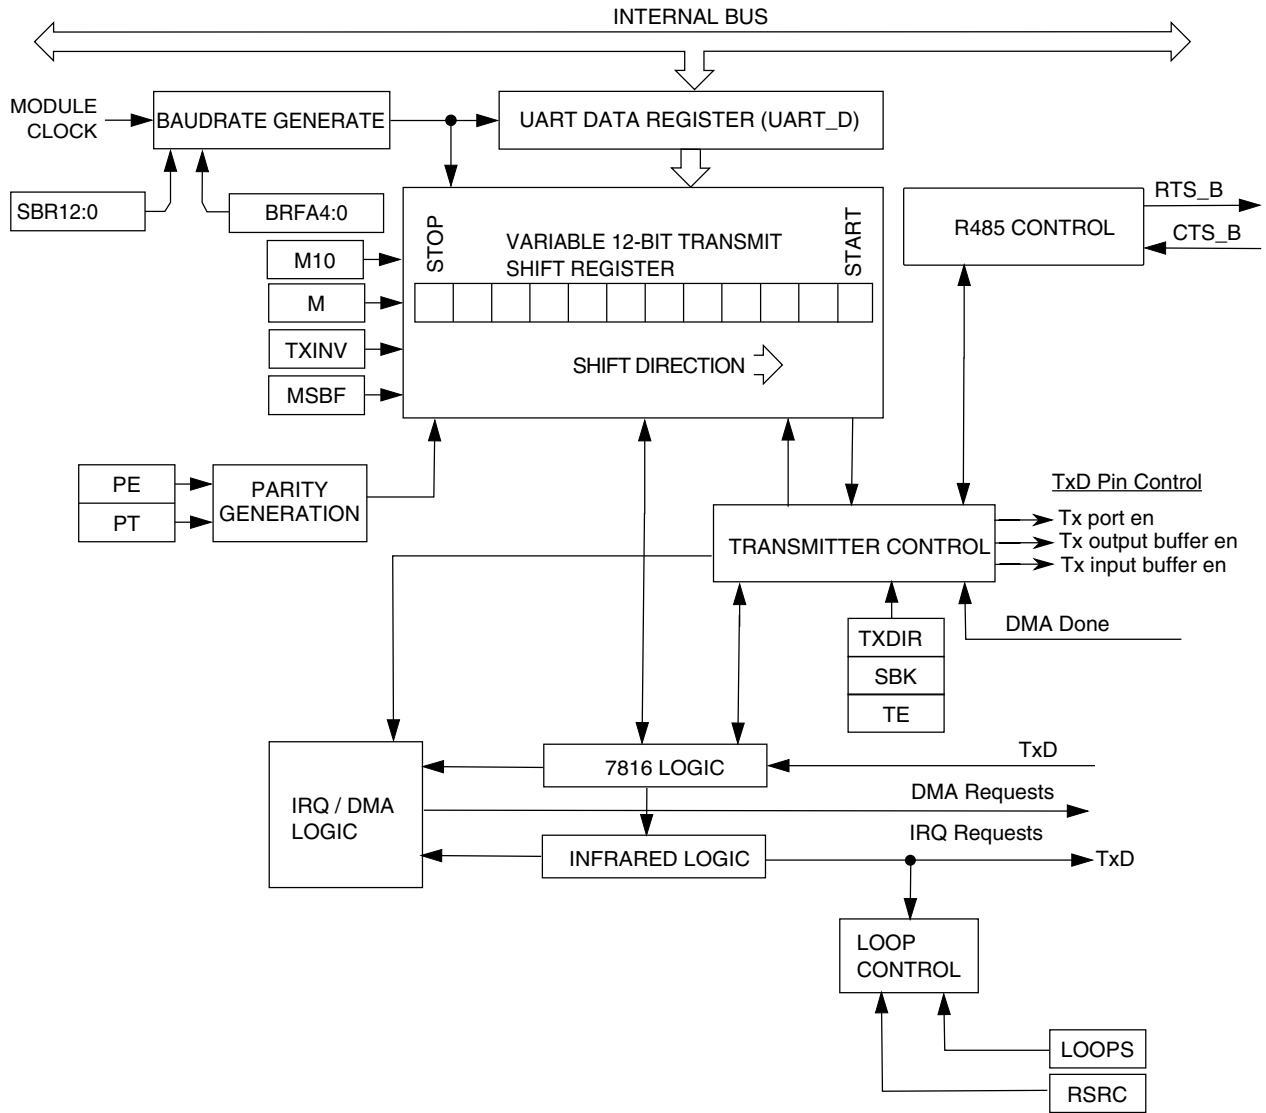 INTERNAL BUS
MODULE
CLOCK
BAUDRATE GENERATE
UART DATA REGISTER (UART_D)
SBR12:0
BRFA4:0
RTS_B
R485 CONTROL
CTS_B
M10
M
TXINV
MSBF
STOP
VARIABLE 12-BIT TRANSMIT
SHIFT REGISTER
START
SHIFT DIRECTION
PE
PT
PARITY
GENERATION
TxD Pin Control
Tx port en
Tx output buffer en
Tx input buffer en
TRANSMITTER CONTROL
DMA Done
TXDIR
SBK
TE
IRQ / DMA
LOGIC
7816 LOGIC
TxD
DMA Requests
IRQ Requests
INFRARED LOGIC
TxD
LOOP
CONTROL
LOOPS
RSRC